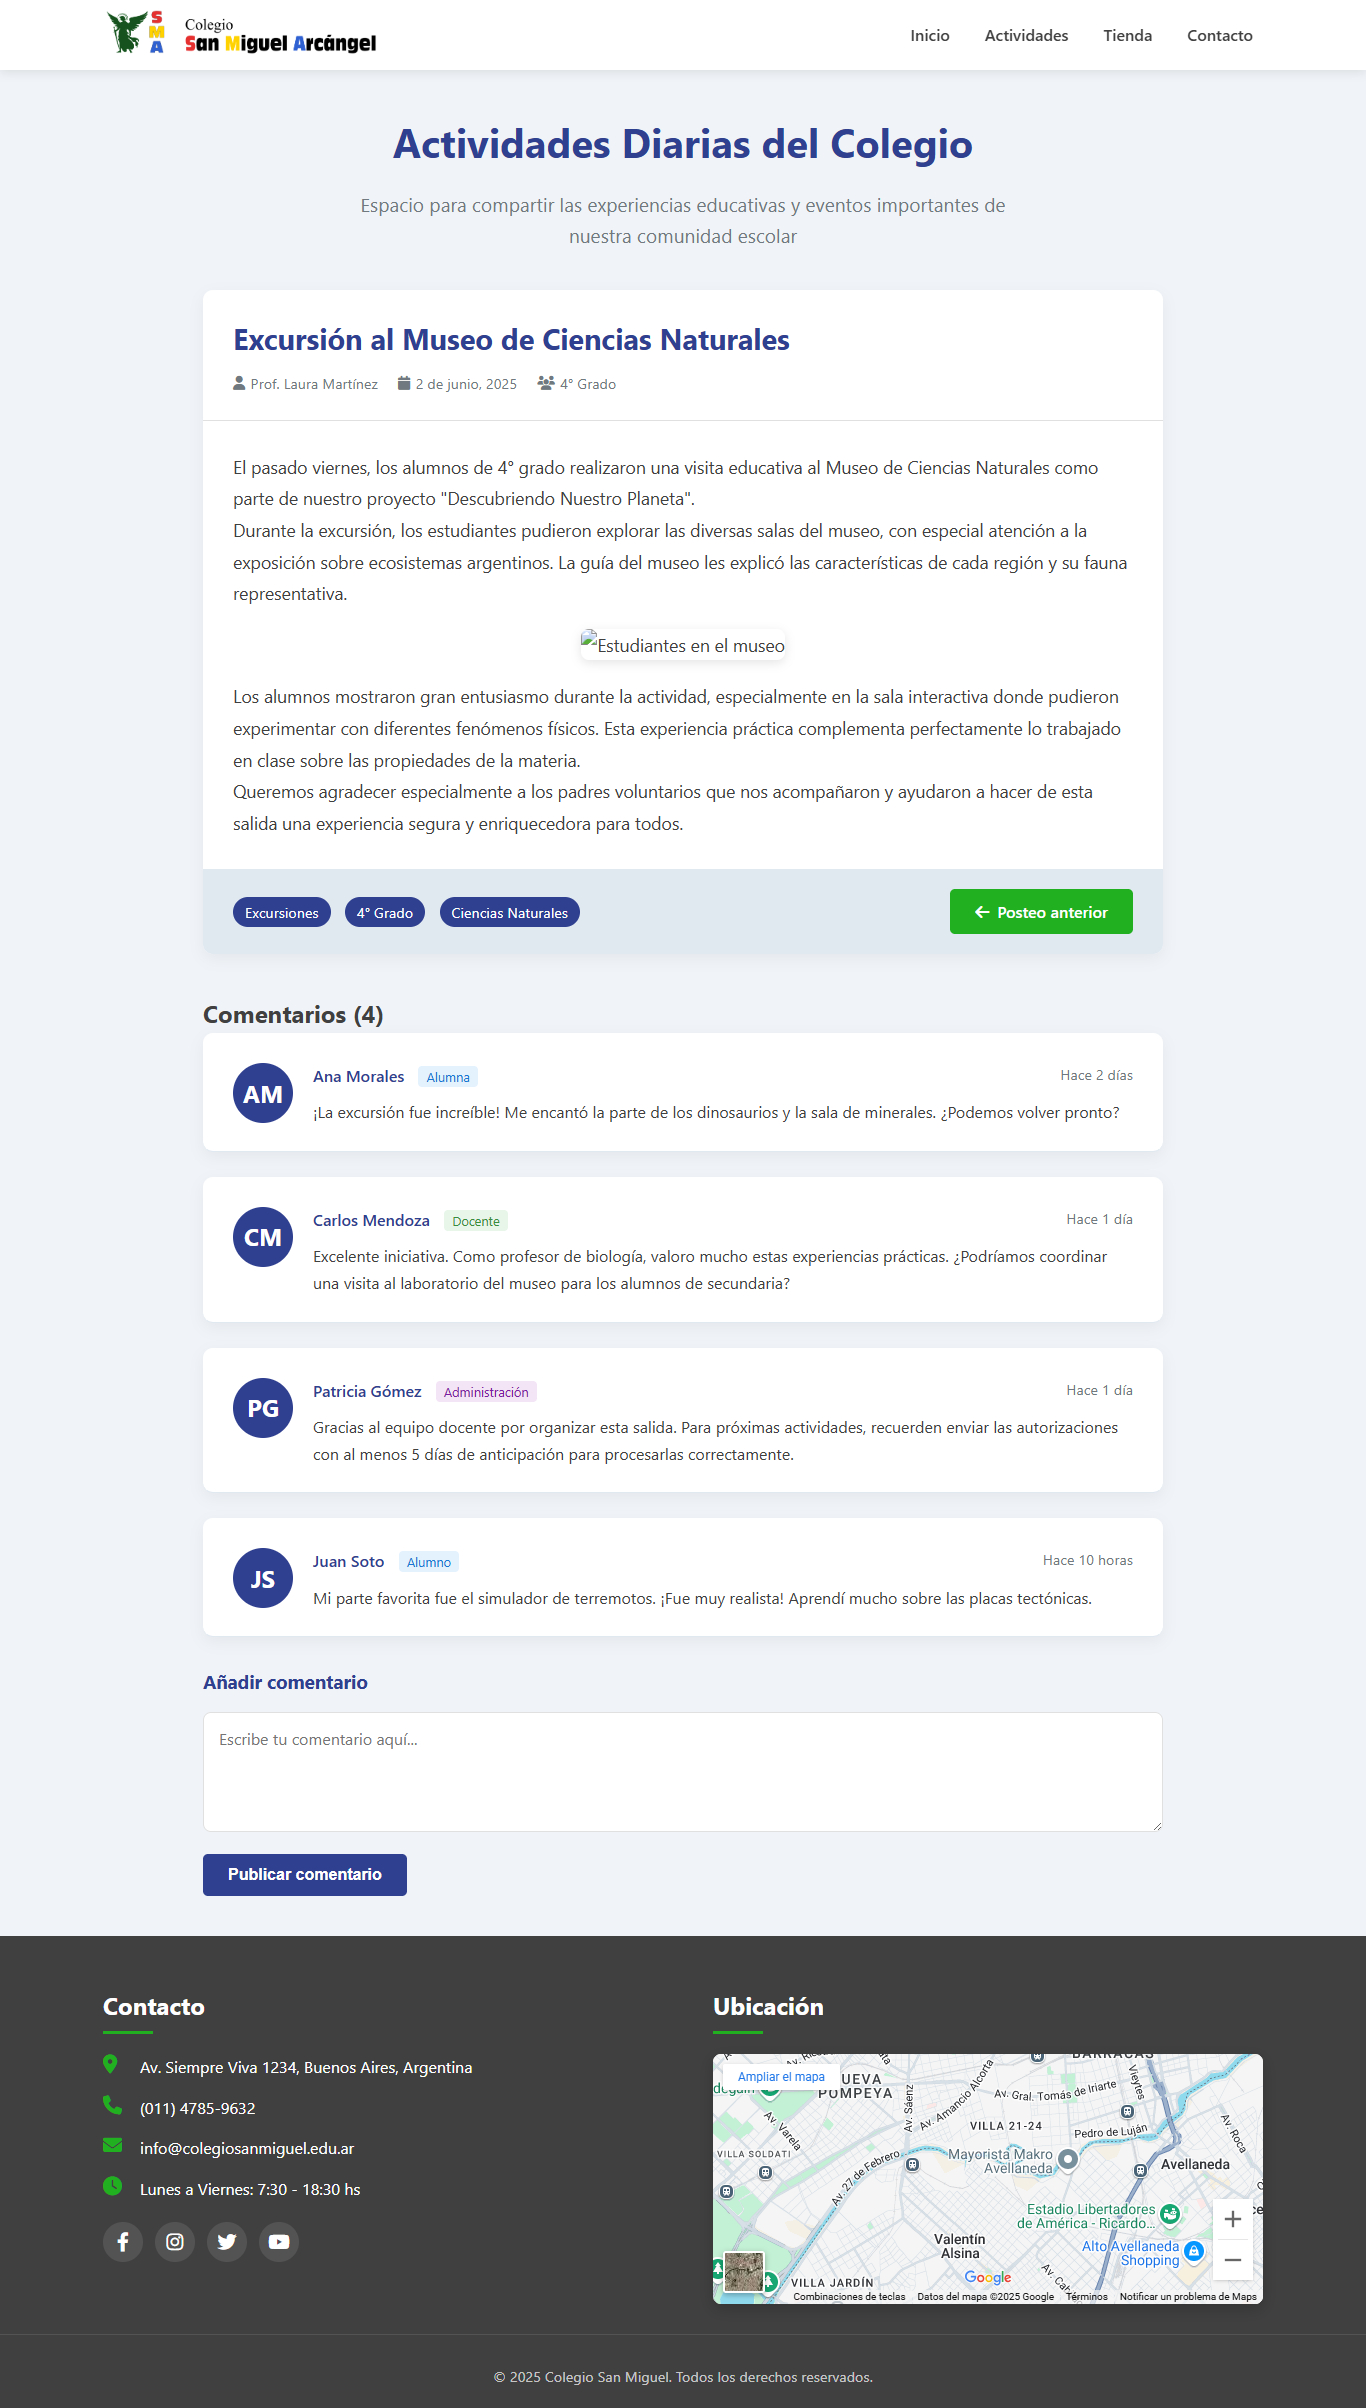 SMA
Colegio
San Miguel Arcángel
Inicio Actividades Tienda Contacto
Actividades Diarias del Colegio
Espacio para compartir las experiencias educativas y eventos importantes de
nuestra comunidad escolar
Excursión al Museo de Ciencias Naturales
Prof. Laura Martínez 2 de junio, 2025 4° Grado
El pasado viernes, los alumnos de 4° grado realizaron una visita educativa al Museo de Ciencias Naturales como
parte de nuestro proyecto "Descubriendo Nuestro Planeta".
Durante la excursión, los estudiantes pudieron explorar las diversas salas del museo, con especial atención a la
exposición sobre ecosistemas argentinos. La guía del museo les explicó las características de cada región y su fauna
representativa.
Estudiantes en el museo
Los alumnos mostraron gran entusiasmo durante la actividad, especialmente en la sala interactiva donde pudieron
experimentar con diferentes fenómenos físicos. Esta experiencia práctica complementa perfectamente lo trabajado
en clase sobre las propiedades de la materia.
Queremos agradecer especialmente a los padres voluntarios que nos acompañaron y ayudaron a hacer de esta
salida una experiencia segura y enriquecedora para todos.
Excursiones 4° Grado Ciencias Naturales Posteo anterior
Comentarios (4)
AM
Ana Morales Alumna Hace 2 días
¡La excursión fue increíble! Me encantó la parte de los dinosaurios y la sala de minerales. ¿Podemos volver pronto?
CM
Carlos Mendoza Docente Hace 1 día
Excelente iniciativa. Como profesor de biología, valoro mucho estas experiencias prácticas. ¿Podríamos coordinar
una visita al laboratorio del museo para los alumnos de secundaria?
PG
Patricia Gómez Administración Hace 1 día
Gracias al equipo docente por organizar esta salida. Para próximas actividades, recuerden enviar las autorizaciones
con al menos 5 días de anticipación para procesarlas correctamente.
JS
Juan Soto Alumno Hace 10 horas
Mi parte favorita fue el simulador de terremotos. ¡Fue muy realista! Aprendí mucho sobre las placas tectónicas.
Añadir comentario
Escribe tu comentario aquí...
Publicar comentario
Contacto
Av. Siempre Viva 1234, Buenos Aires, Argentina
(011) 4785-9632
info@colegiosanmiguel.edu.ar
Lunes a Viernes: 7:30 - 18:30 hs
Ubicación
Ampliar el mapa
BARRACAS
NUEVA
POMPEYA
Av. Sáenz
Av. Amancio Alcorta
Av. Gral. Tomás de Iriarte
Vieytes
Av. Varela
VILLA 21-24
Pedro de Luján
Av. Roca
VILLA SOLDATI
Av. 27 de Febrero
Mayorista Makro
Avellaneda
Avellaneda
Estadio Libertadores
de América - Ricardo...
Valentín
Alsina
Alto Avellaneda
Shopping
VILLA JARDÍN
Google
Combinaciones de teclas Datos del mapa ©2025 Google Términos Notificar un problema de Maps
© 2025 Colegio San Miguel. Todos los derechos reservados.